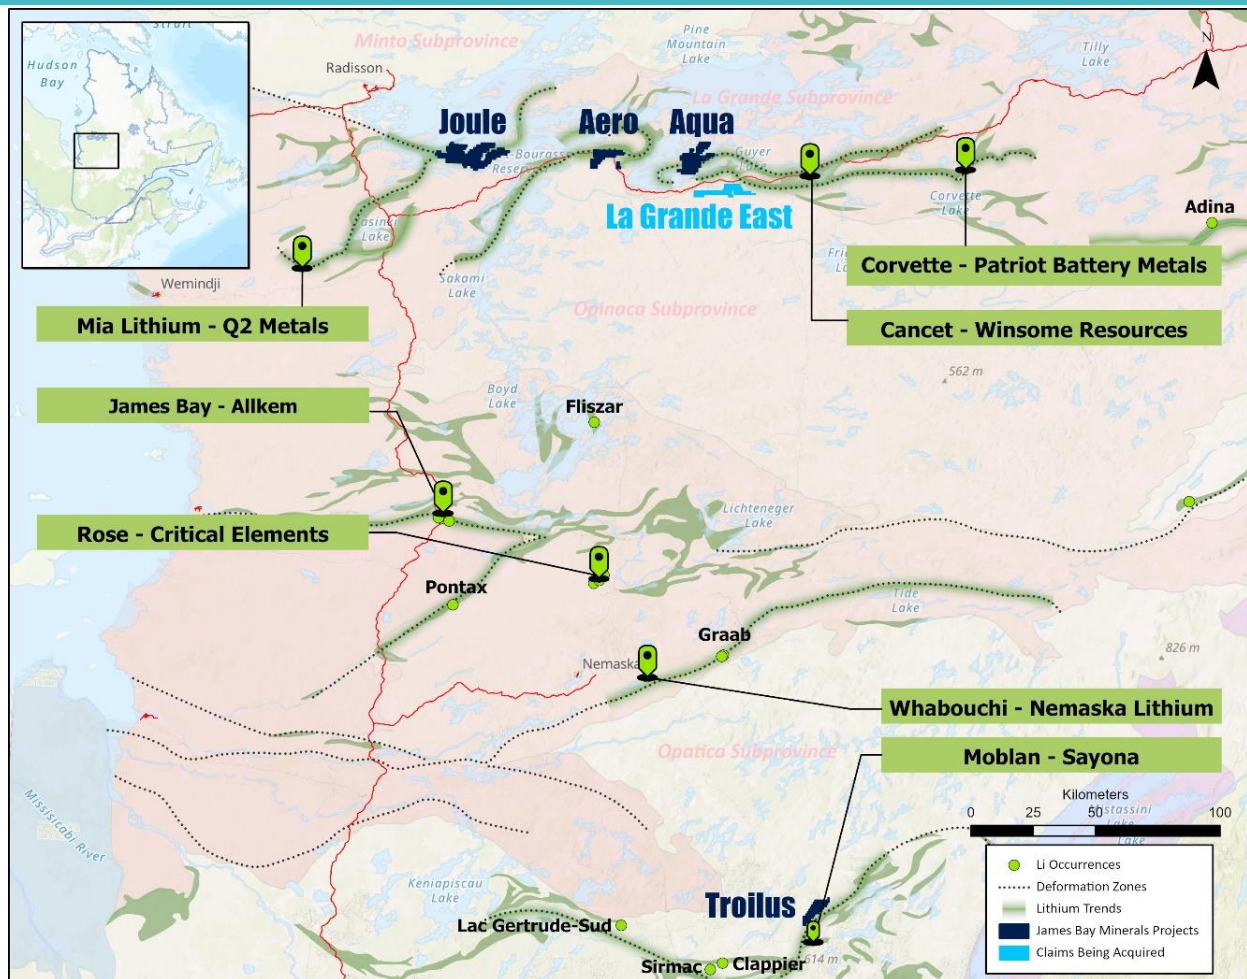 Hudson
Bay
Minto Subprovince
Pine
Mountain
Lake
Tilly
Lake
N
Radisson
La Grande Subprovince
Joule
Aero
Aqua
Guyer
Lake
La Grande East
Corvette
Lake
Adina
Lake
Wemindji
Sakami
Lake
Corvette - Patriot Battery Metals
Opinaca Subprovince
Mia Lithium - Q2 Metals
Cancet - Winsome Resources
562 m
Boyd
Lake
James Bay - Allkem
Fliszar
Lichteneger
Lake
Rose - Critical Elements
Pontax
Tide
Lake
Graab
826 m
Nemaska
Whabouchi - Nemaska Lithium
Opatica Subprovince
Moblan - Sayona
Kilometers
0 25 50 100
Mistassini
Lake
Missisicabi River
Keniapiscau
Lake
Troilus
Lac Gertrude-Sud
Sirmac
Clappier
614 m
Li Occurrences
Deformation Zones
Lithium Trends
James Bay Minerals Projects
Claims Being Acquired